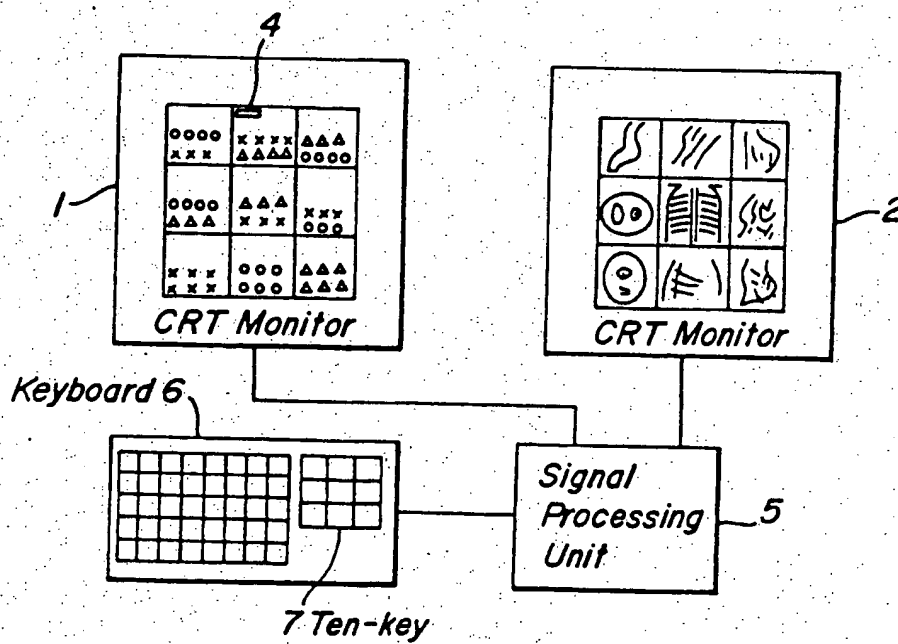 4
1
2
CRT Monitor
CRT Monitor
Keyboard 6
Signal
Processing
Unit
5
7 Ten-key